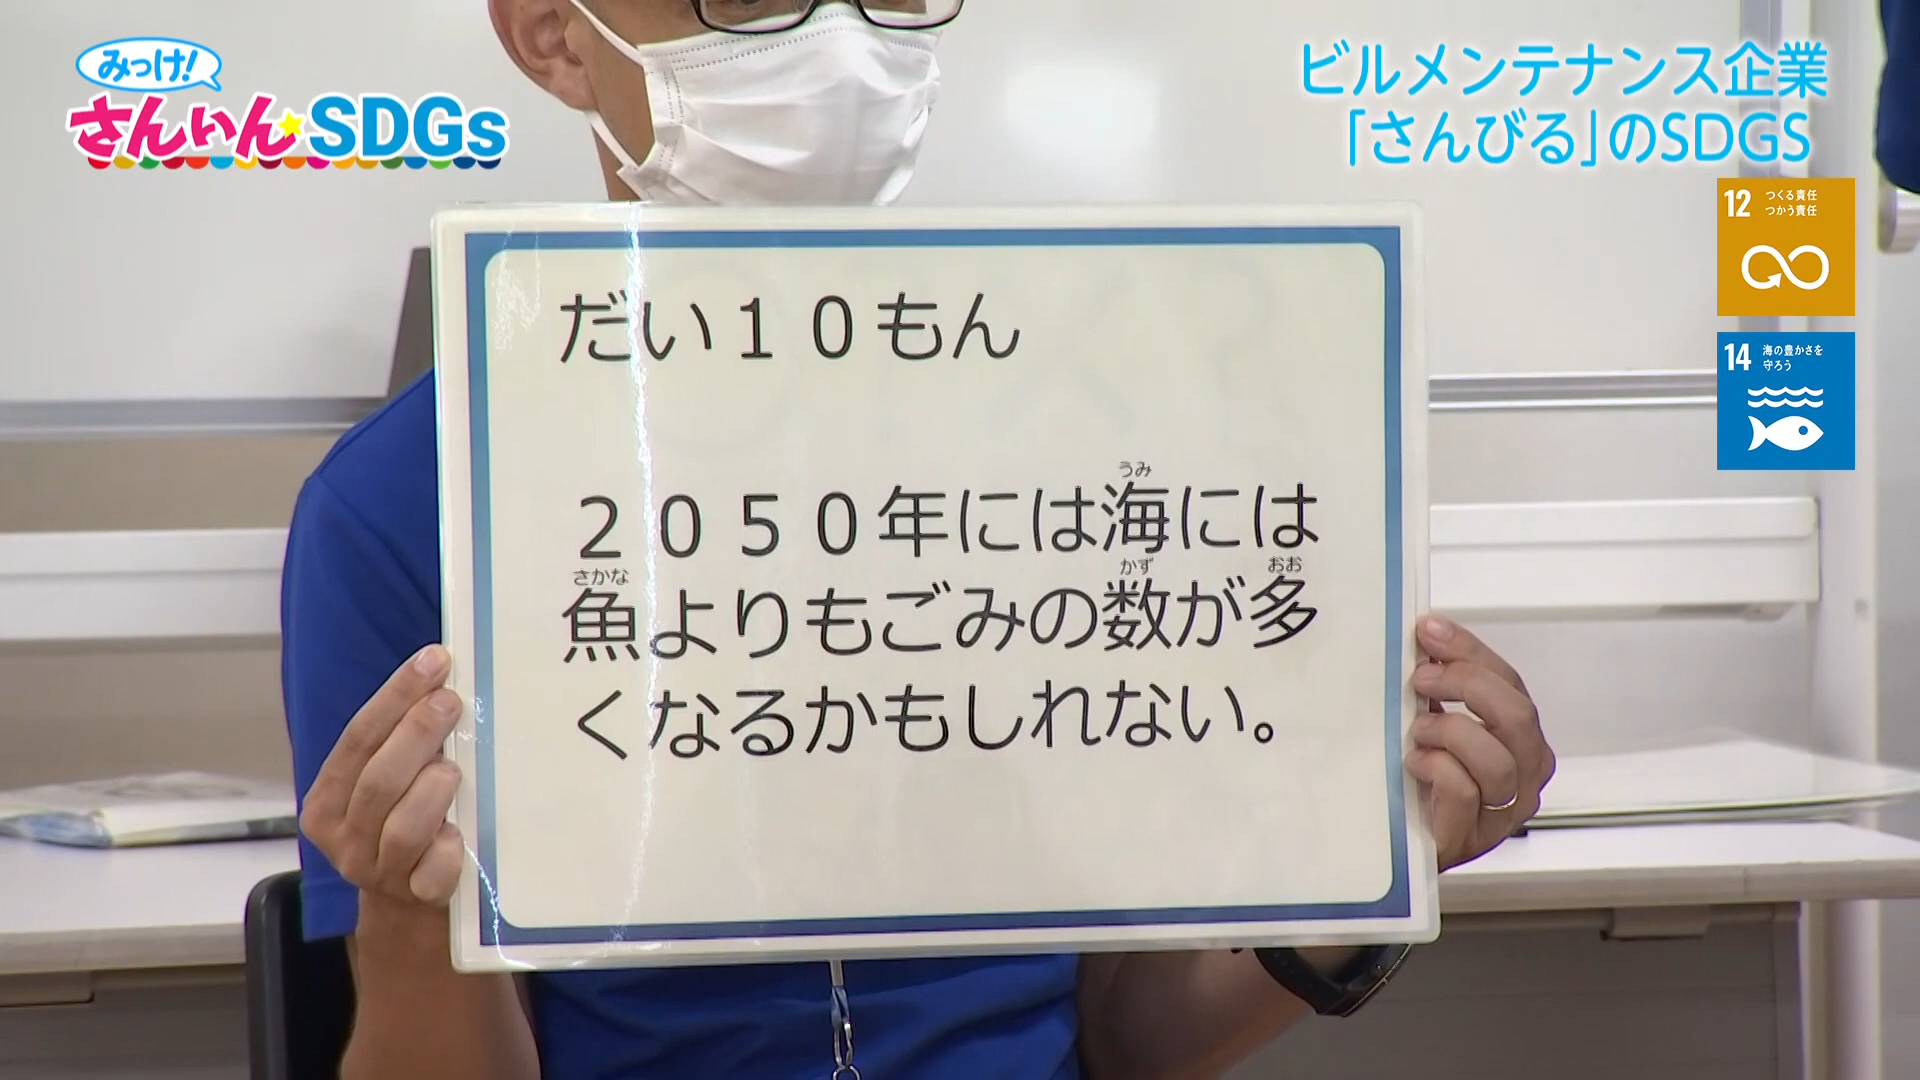 みっけ!
さんいん★SDGs
ビルメンテナンス企業
「さんびる」のSDGS
12 つくる責任
つかう責任
14 海の豊かさを
守ろう
だい10もん
うみ
2050年には海には
さかな かず おお
魚よりもごみの数が多
くなるかもしれない。